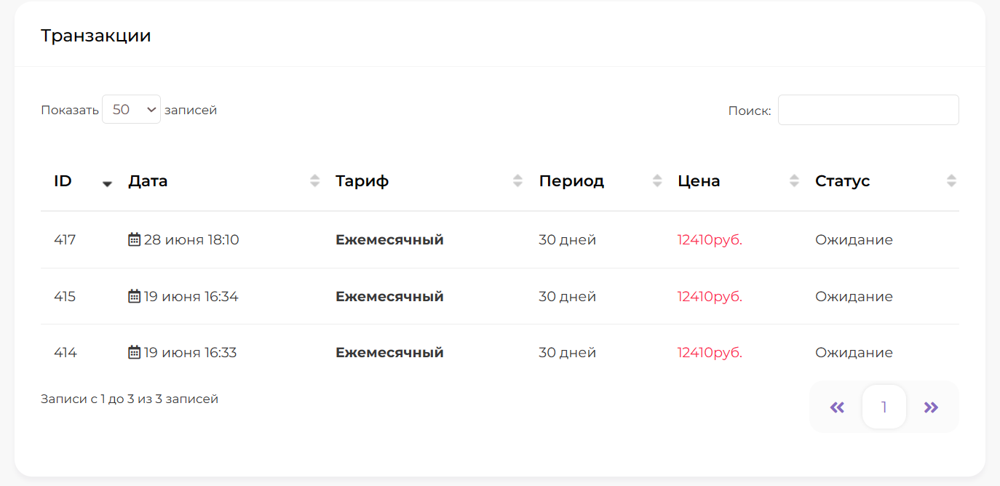 Транзакции
Показать 50 записей Поиск:
ID Дата Тариф Период Цена Статус
417 28 июня 18:10 Ежемесячный 30 дней 12410руб. Ожидание
415 19 июня 16:34 Ежемесячный 30 дней 12410руб. Ожидание
414 19 июня 16:33 Ежемесячный 30 дней 12410руб. Ожидание
Записи с 1 до 3 из 3 записей
« 1 »